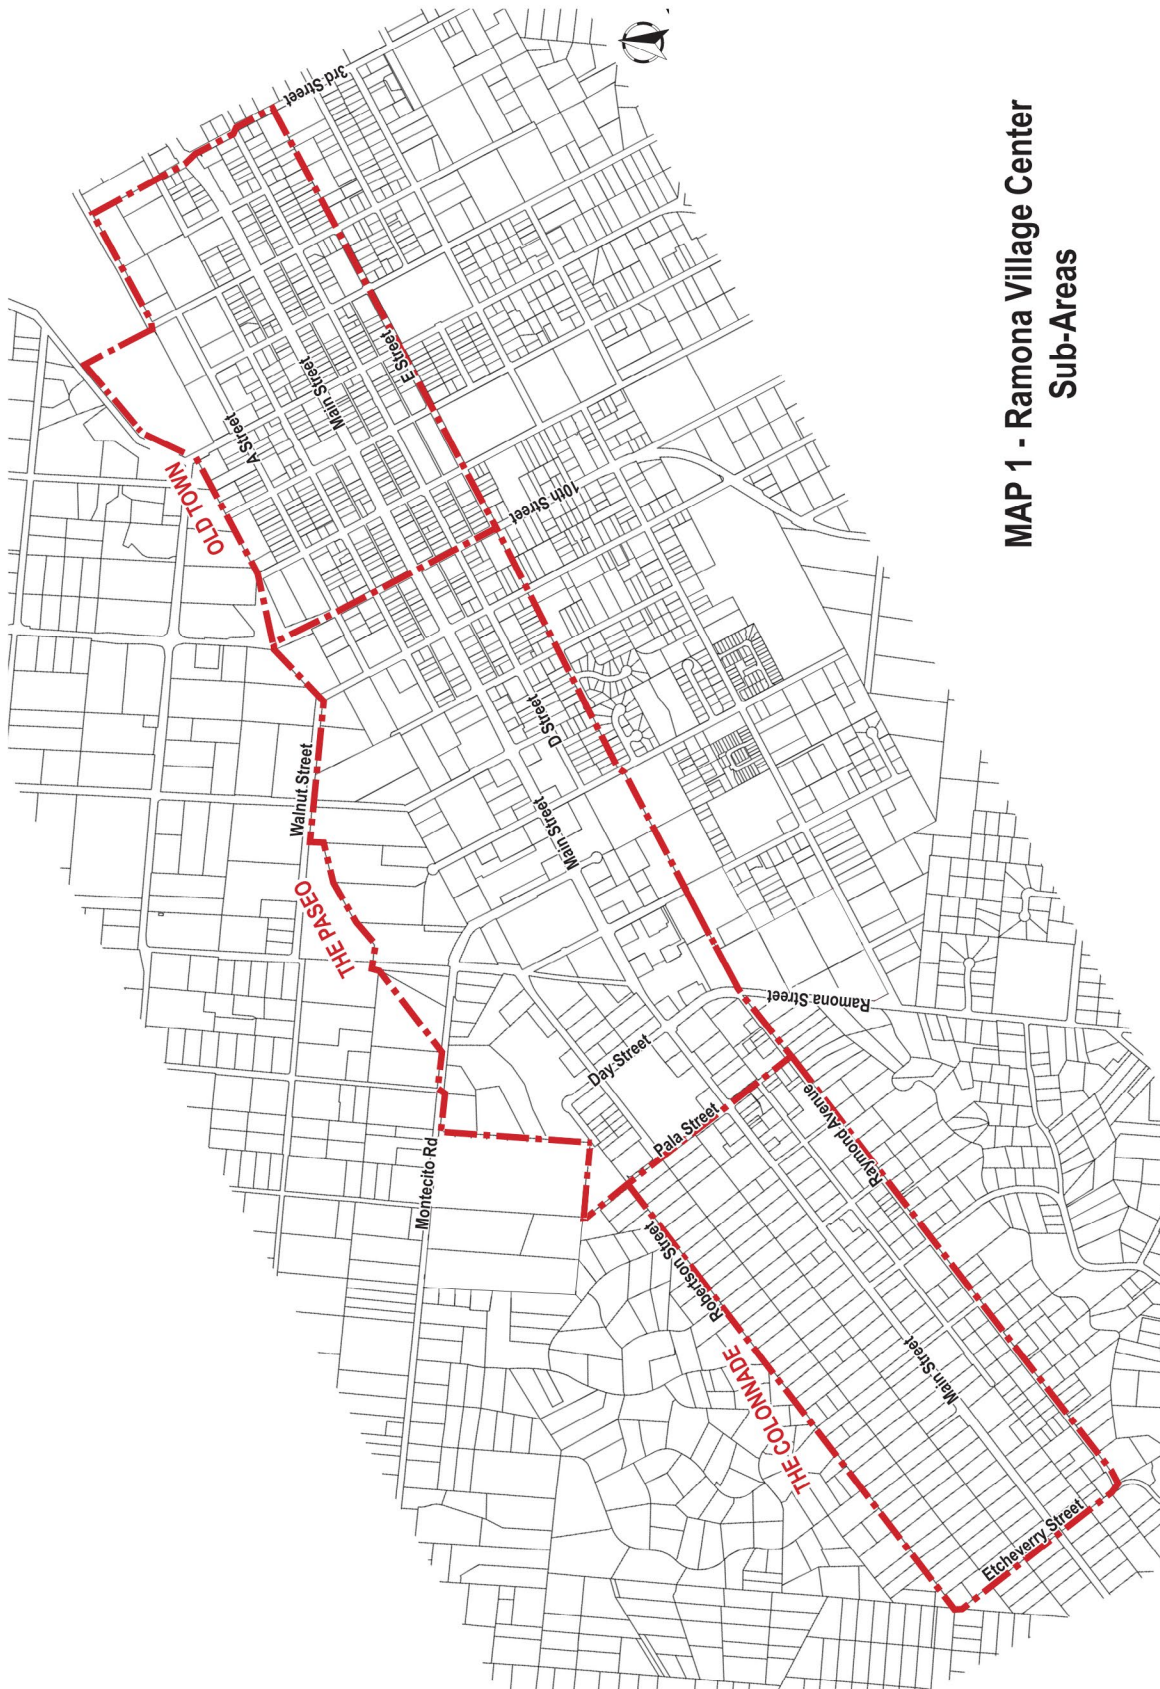 MAP 1 - Ramona Village Center
Sub-Areas
3rd Street
A Street
Main Street
E Street
OLD TOWN
10th Street
Walnut Street
D Street
Main Street
THE PASEO
Ramona Street
Day Street
Pala Street
Raymond Avenue
Montecito Rd
Robertson Street
THE COLONNADE
Main Street
Etcheverry Street